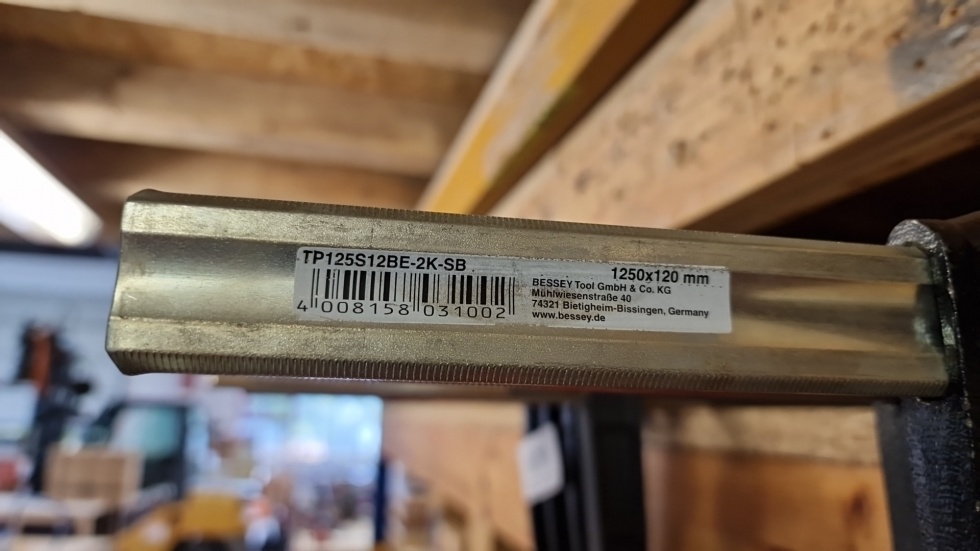 TP125S12BE-2K-SB
4 008158 031002
1250x120 mm
BESSEY Tool GmbH & Co. KG
Mühlwiesenstraße 40
74321 Bietigheim-Bissingen, Germany
www.bessey.de